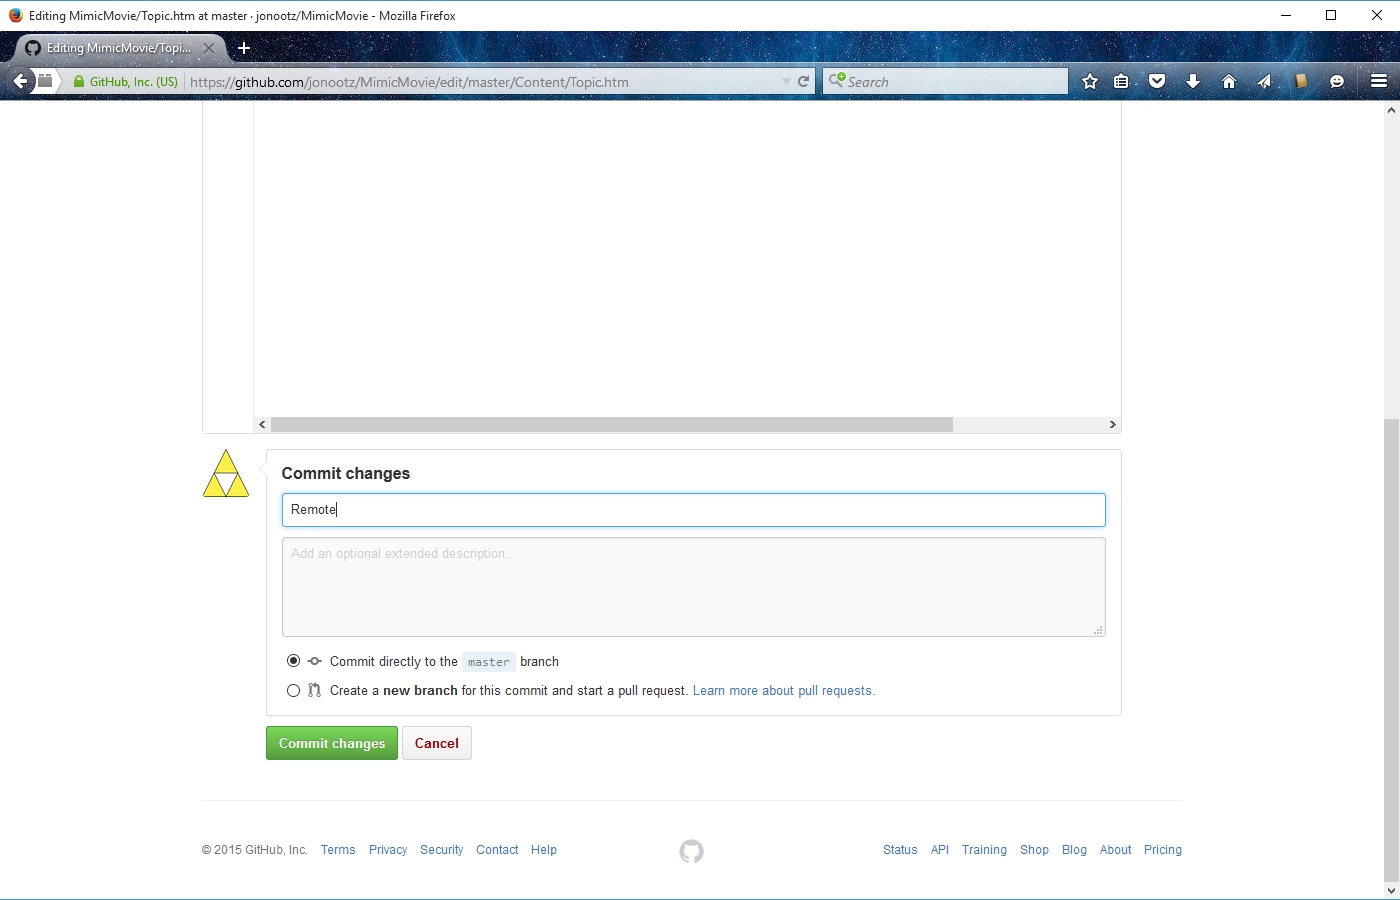 Editing MimicMovie/Topic.htm at master · jonootz/MimicMovie - Mozilla Firefox
Editing MimicMovie/Topi...
GitHub, Inc. (US)
https://github.com/jonootz/MimicMovie/edit/master/Content/Topic.htm
Search
Commit changes
Remote
Add an optional extended description...
Commit directly to the master branch
Create a new branch for this commit and start a pull request. Learn more about pull requests.
Commit changes Cancel
© 2015 GitHub, Inc. Terms Privacy Security Contact Help Status API Training Shop Blog About Pricing